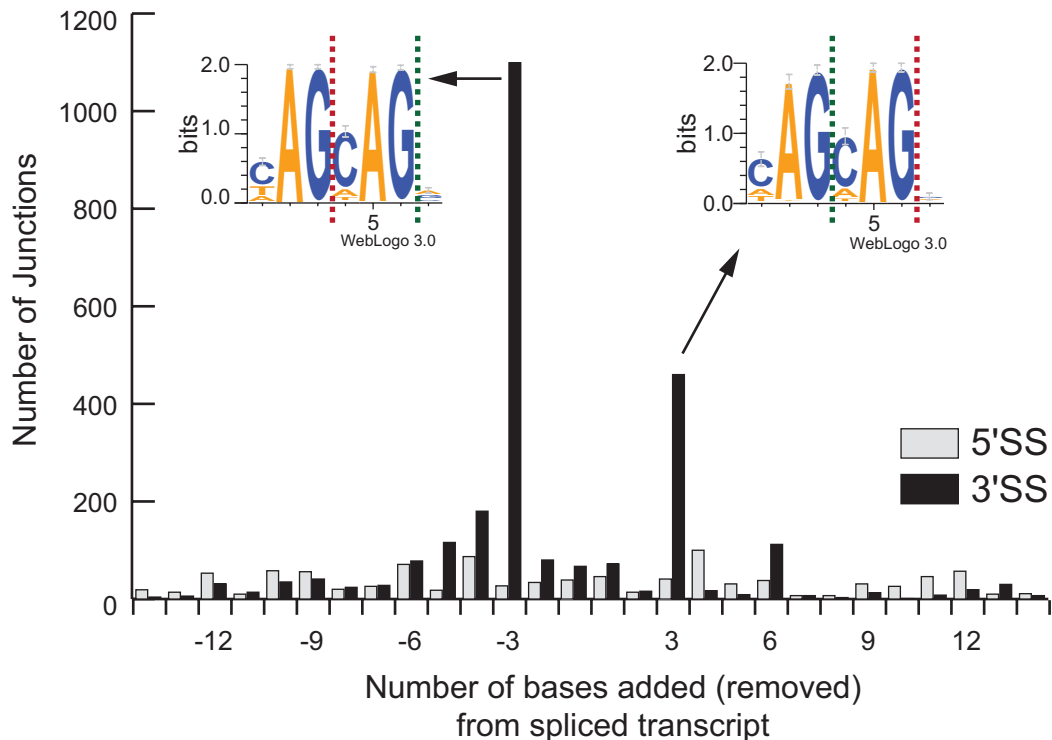 1200
1000
800
600
400
200
0
Number of Junctions
2.0
1.0
0.0
bits
CAGCAG
T
A
5
WebLogo 3.0
2.0
1.0
0.0
bits
CAGCAG
5
WebLogo 3.0
5'SS
3'SS
-12 -9 -6 -3 3 6 9 12
Number of bases added (removed)
from spliced transcript